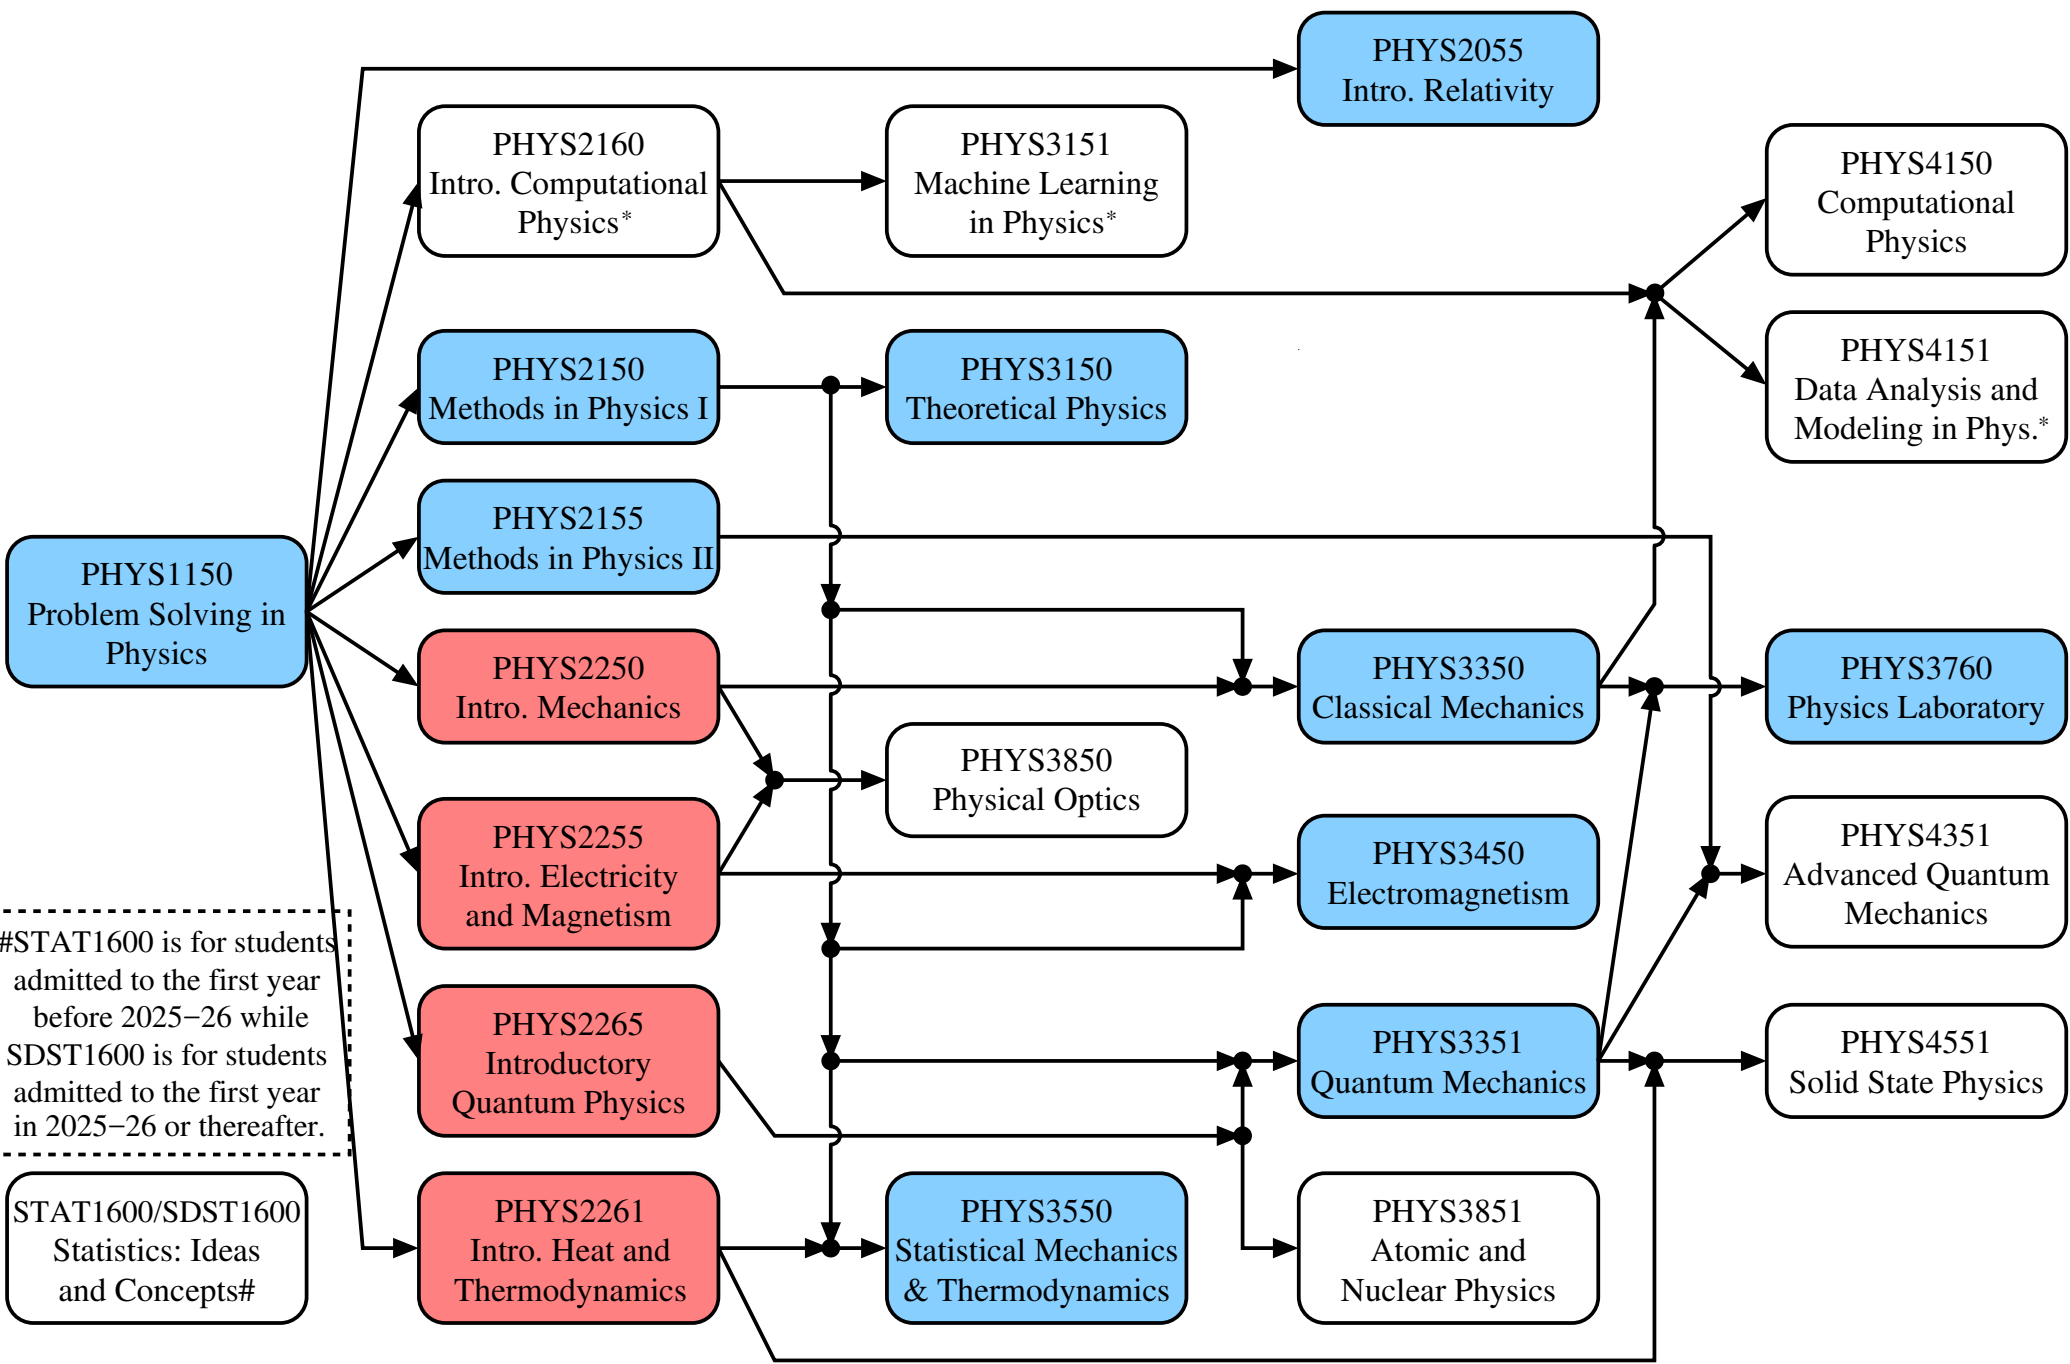 PHYS2055
Intro. Relativity
PHYS2160
Intro. Computational
Physics*
PHYS3151
Machine Learning
in Physics*
PHYS4150
Computational
Physics
PHYS2150
Methods in Physics I
PHYS3150
Theoretical Physics
PHYS4151
Data Analysis and
Modeling in Phys.*
PHYS2155
Methods in Physics II
PHYS1150
Problem Solving in
Physics
PHYS2250
Intro. Mechanics
PHYS3350
Classical Mechanics
PHYS3760
Physics Laboratory
PHYS3850
Physical Optics
PHYS2255
Intro. Electricity
and Magnetism
PHYS3450
Electromagnetism
PHYS4351
Advanced Quantum
Mechanics
#STAT1600 is for students
admitted to the first year
before 2025−26 while
SDST1600 is for students
admitted to the first year
in 2025−26 or thereafter.
PHYS2265
Introductory
Quantum Physics
PHYS3351
Quantum Mechanics
PHYS4551
Solid State Physics
STAT1600/SDST1600
Statistics: Ideas
and Concepts#
PHYS2261
Intro. Heat and
Thermodynamics
PHYS3550
Statistical Mechanics
& Thermodynamics
PHYS3851
Atomic and
Nuclear Physics